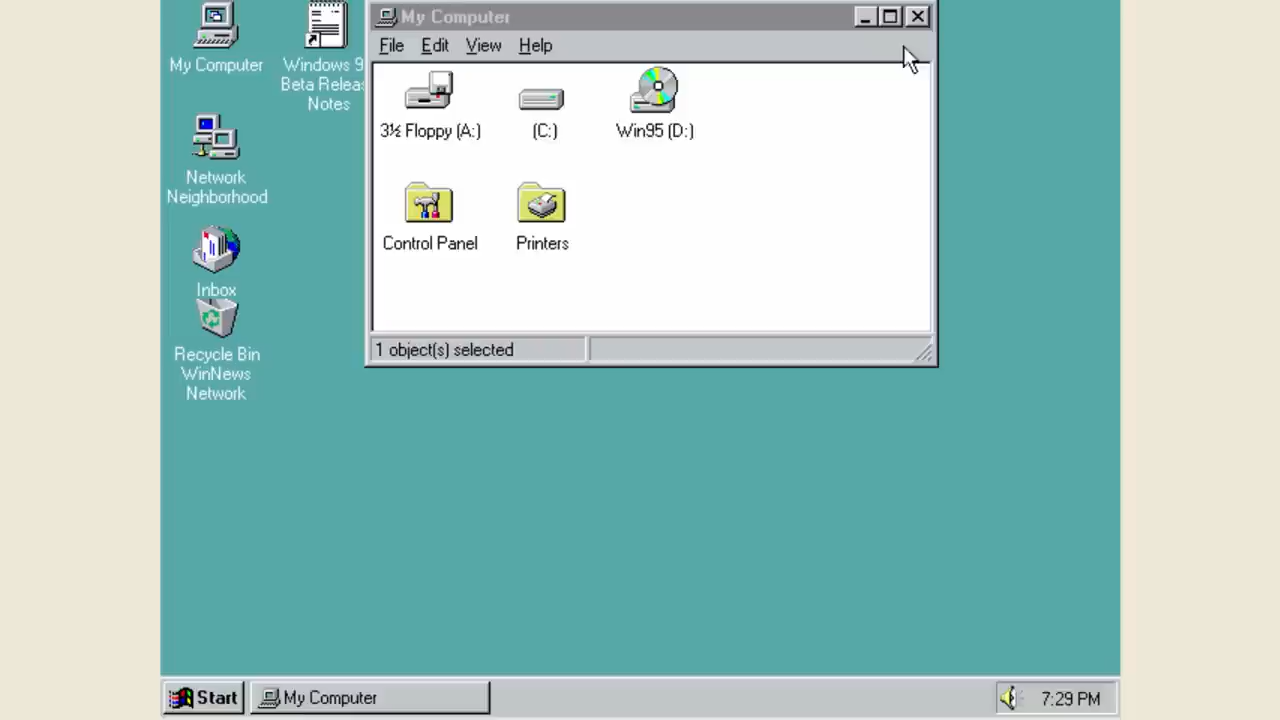 My Computer
File Edit View Help
3½ Floppy (A:)
(C:)
Win95 (D:)
Control Panel
Printers
1 object(s) selected
My Computer
Windows 9
Beta Releas
Notes
Network
Neighborhood
Inbox
Recycle Bin
WinNews
Network
Start
My Computer
7:29 PM